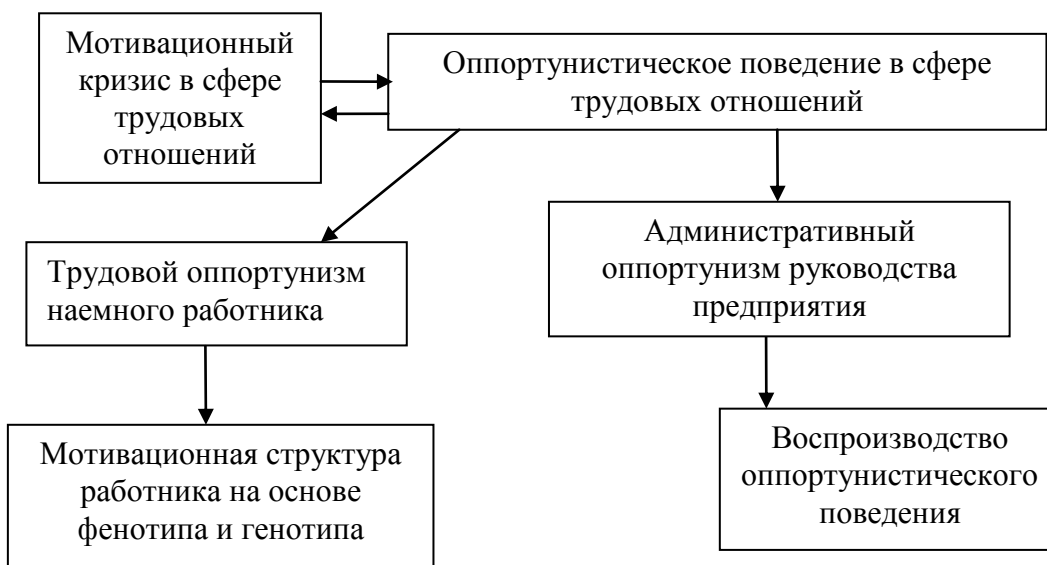 Мотивационный
кризис в сфере
трудовых
отношений
Оппортунистическое поведение в сфере
трудовых отношений
Трудовой оппортунизм
наемного работника
Административный
оппортунизм руководства
предприятия
Мотивационная структура
работника на основе
фенотипа и генотипа
Воспроизводство
оппортунистического
поведения